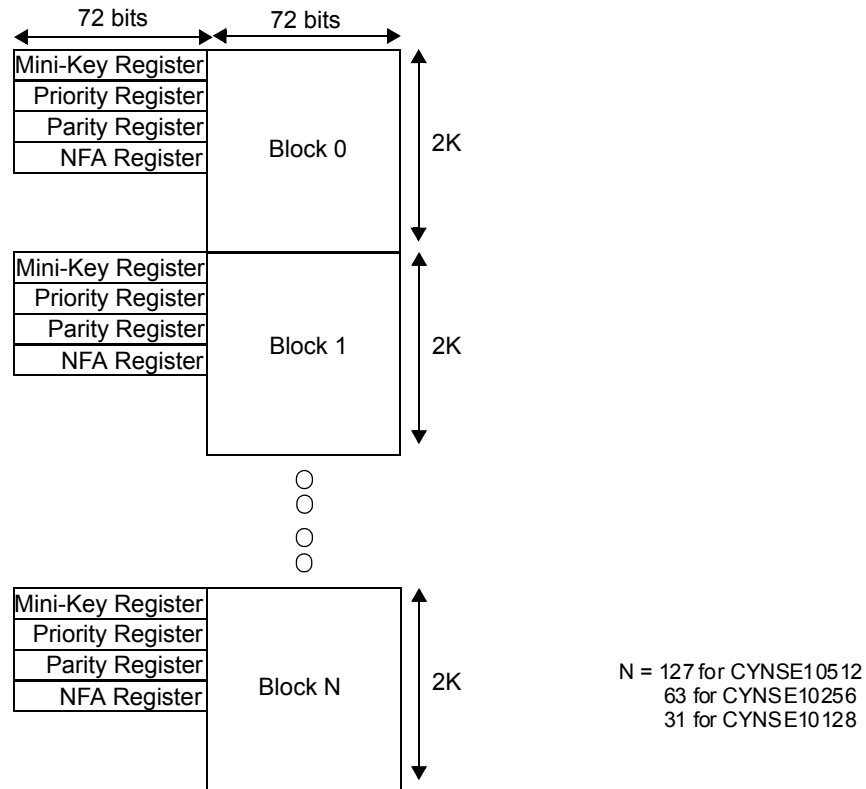 72 bits
72 bits
Mini-Key Register
Priority Register
Parity Register
NFA Register
Block 0
2K
Mini-Key Register
Priority Register
Parity Register
NFA Register
Block 1
2K
Mini-Key Register
Priority Register
Parity Register
NFA Register
Block N
2K
N = 127 for CYNSE10512
63 for CYNSE10256
31 for CYNSE10128